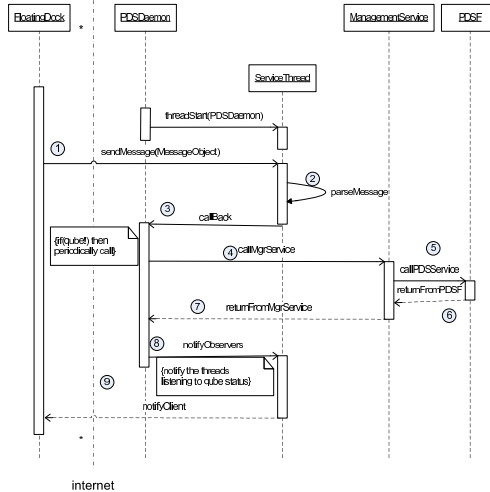 FloatingDock
PDSDaemon
ManagementService
PDSF
*
ServiceThread
threadStart(PDSDaemon)
1
sendMessage(MessageObject)
2
parseMessage
3
callBack
{if(qube!) then
periodically call}
4
callMgrService
5
callPDSService
returnFromPDSF
6
7
returnFromMgrService
8
notifyObservers
{notify the threads
listening to qube status}
9
notifyClient
*
internet